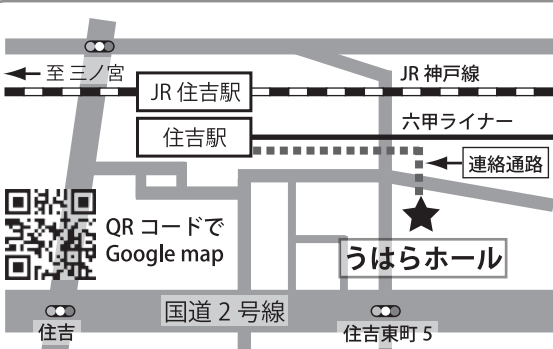 至 三ノ宮
JR 神戸線
JR 住吉駅
六甲ライナー
住吉駅
連絡通路
QR コードで
Google map
うはらホール
国道 2 号線
住吉
住吉東町 5